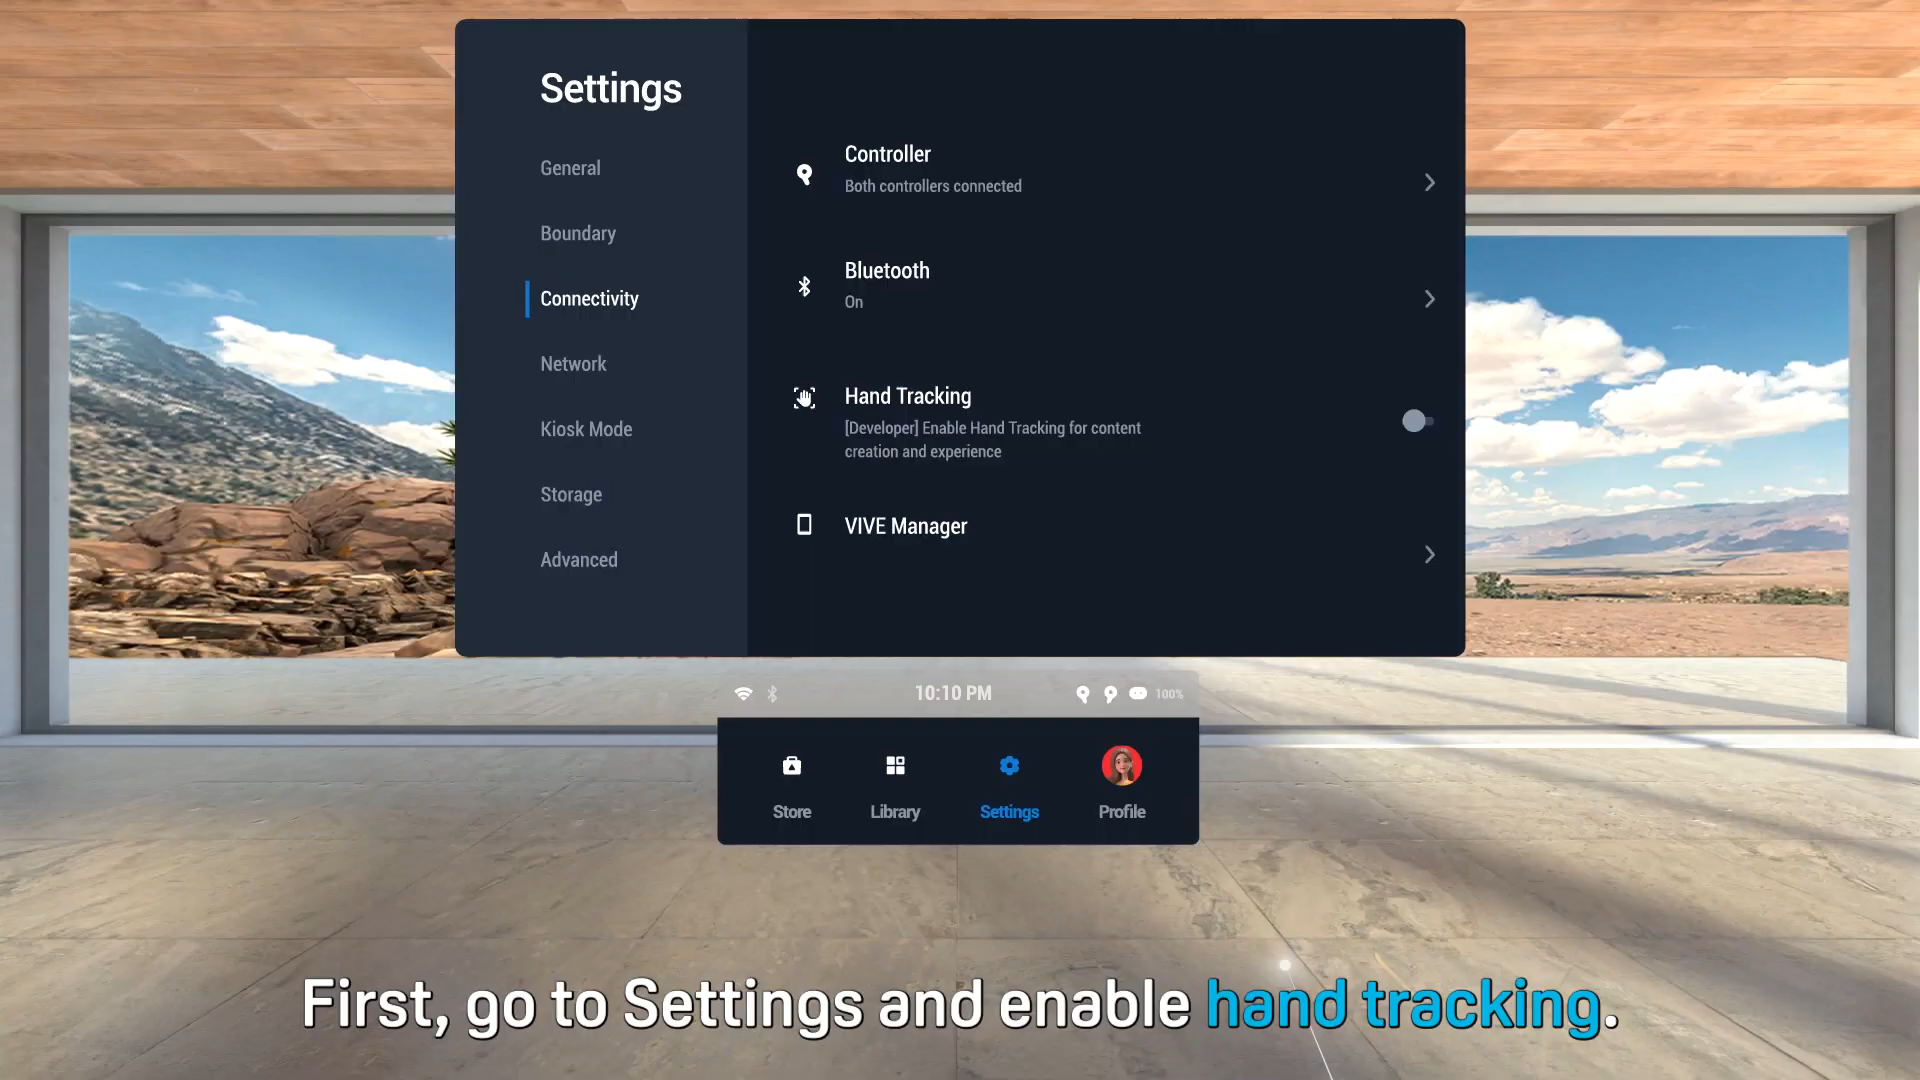 Settings
General
Boundary
Connectivity
Network
Kiosk Mode
Storage
Advanced
Controller
Both controllers connected
Bluetooth
On
Hand Tracking
[Developer] Enable Hand Tracking for content
creation and experience
VIVE Manager
10:10 PM
100%
Store
Library
Settings
Profile
First, go to Settings and enable hand tracking.